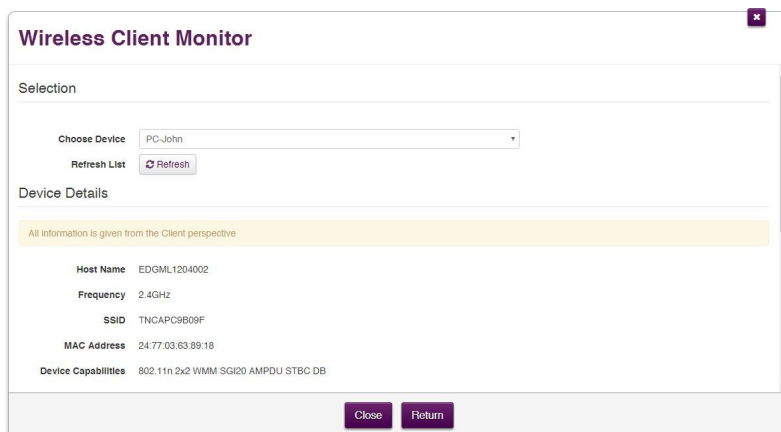 Wireless Client Monitor
Selection
Choose Device PC-John
Refresh List Refresh
Device Details
All information is given from the Client perspective
Host Name EDGML1204002
Frequency 2.4GHz
SSID TNCAPC9B09F
MAC Address 24:77:03:63:89:18
Device Capabilities 802.11n 2x2 WMM SGI20 AMPDU STBC DB
Close Return